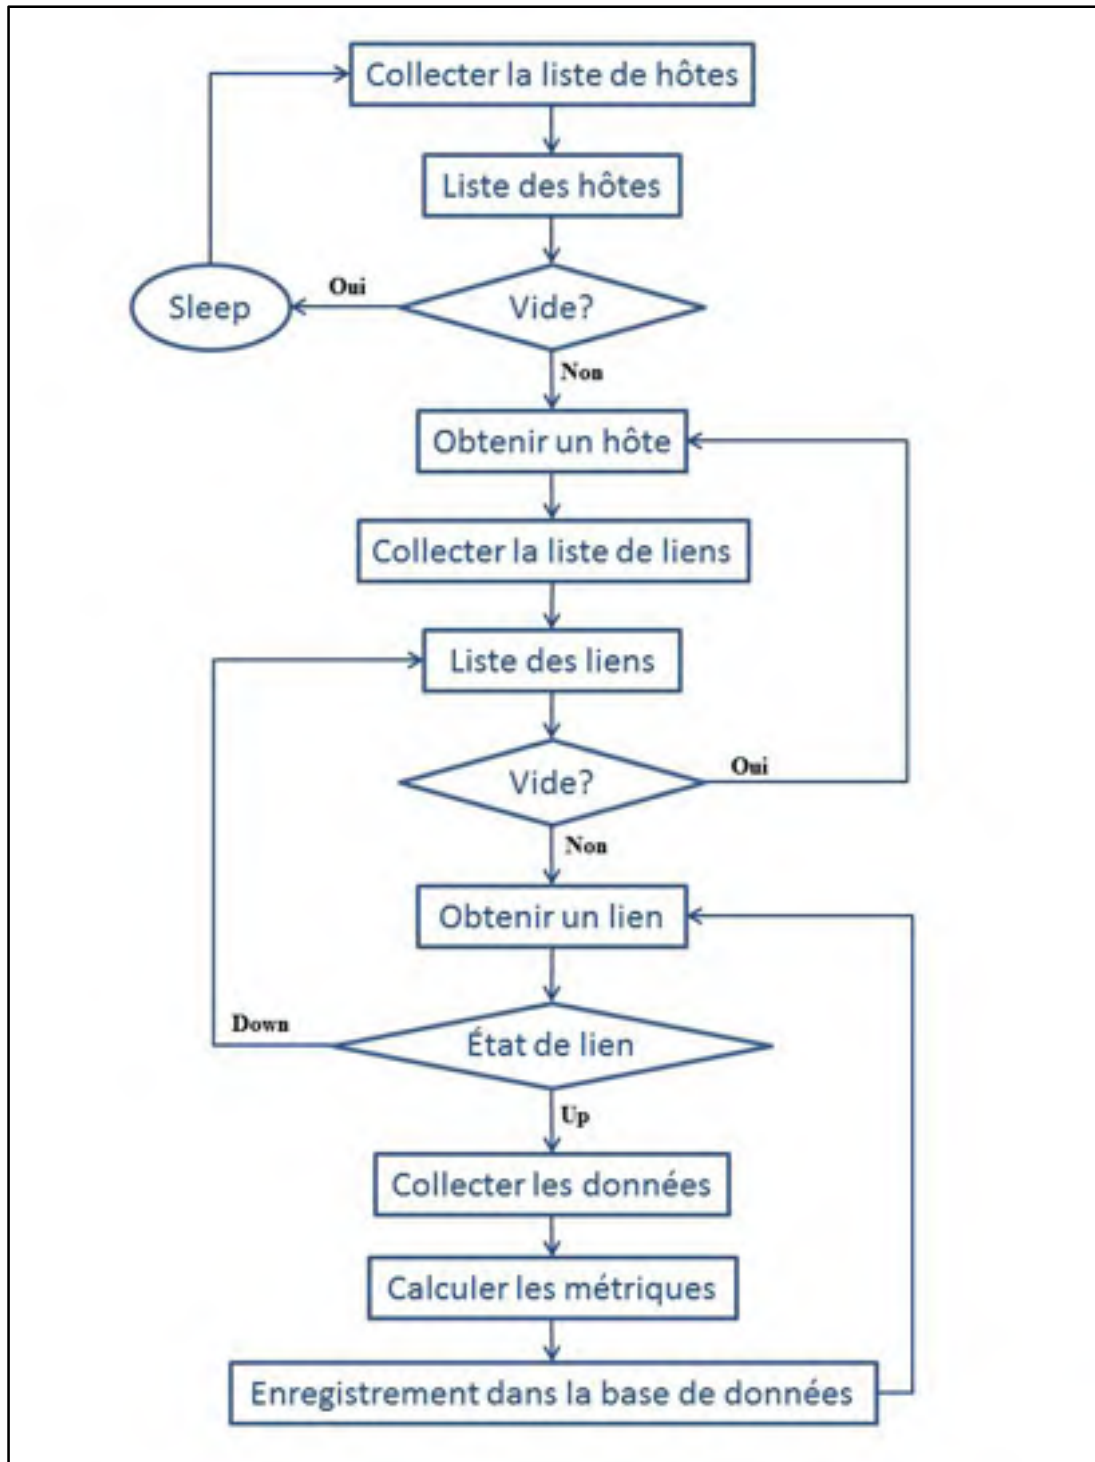 Collecter la liste de hôtes
Liste des hôtes
Oui
Sleep
Vide?
Non
Obtenir un hôte
Collecter la liste de liens
Liste des liens
Vide?
Oui
Non
Obtenir un lien
Down
État de lien
Up
Collecter les données
Calculer les métriques
Enregistrement dans la base de données